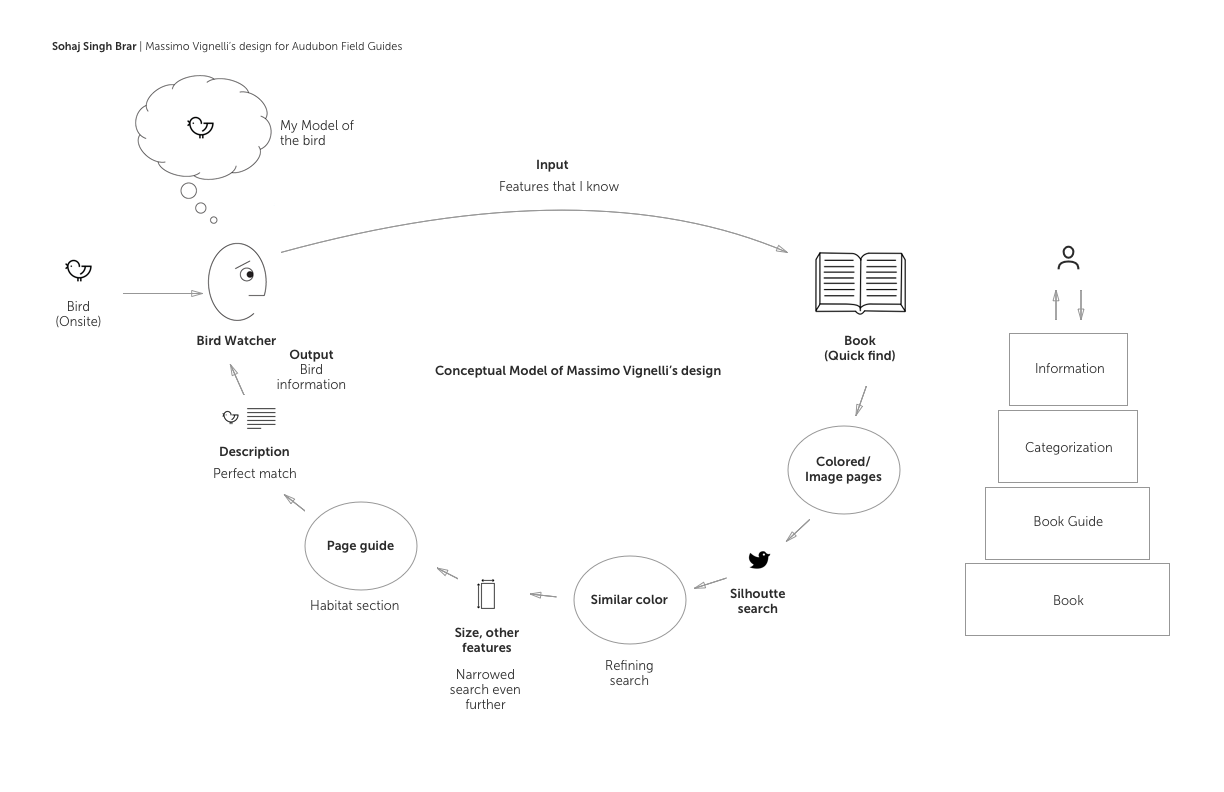 Sohaj Singh Brar | Massimo Vignelli's design for Audubon Field Guides
My Model of
the bird
Input
Features that I know
Bird
(Onsite)
Bird Watcher
Output
Bird
information
Conceptual Model of Massimo Vignelli's design
Book
(Quick find)
Colored/
Image pages
Silhoutte
search
Similar color
Refining
search
Size, other
features
Narrowed
search even
further
Page guide
Habitat section
Description
Perfect match
Information
Categorization
Book Guide
Book